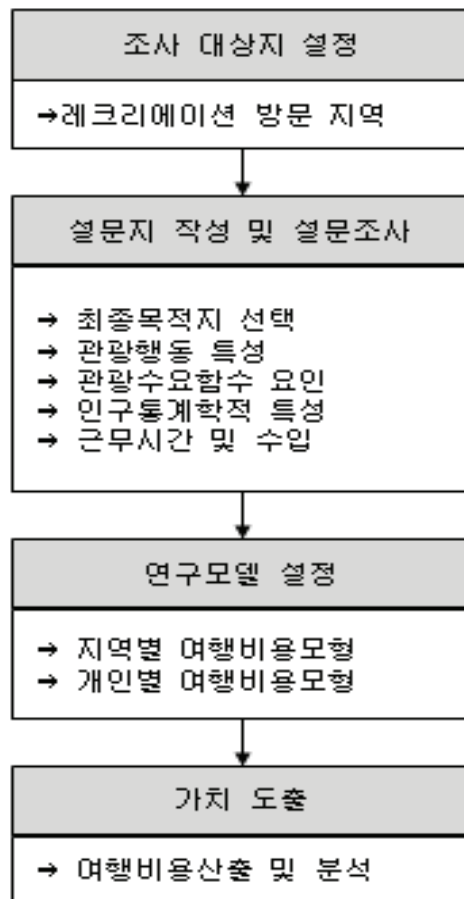 조사 대상지 설정
→레크리에이션 방문 지역
설문지 작성 및 설문조사
→ 최종목적지 선택
→ 관광행동 특성
→ 관광수요함수 요인
→ 인구통계학적 특성
→ 근무시간 및 수입
연구모델 설정
→ 지역별 여행비용모형
→ 개인별 여행비용모형
가치 도출
→ 여행비용산출 및 분석